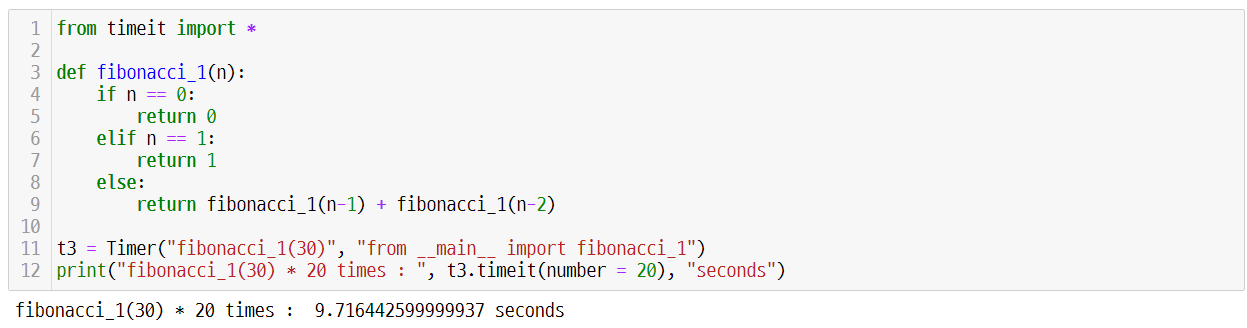 1 from timeit import *
2
3 def fibonacci_1(n):
4     if n == 0:
5         return 0
6     elif n == 1:
7         return 1
8     else:
9         return fibonacci_1(n-1) + fibonacci_1(n-2)
10
11 t3 = Timer("fibonacci_1(30)", "from __main__ import fibonacci_1")
12 print("fibonacci_1(30) * 20 times : ", t3.timeit(number = 20), "seconds")
fibonacci_1(30) * 20 times :  9.716442599999937 seconds